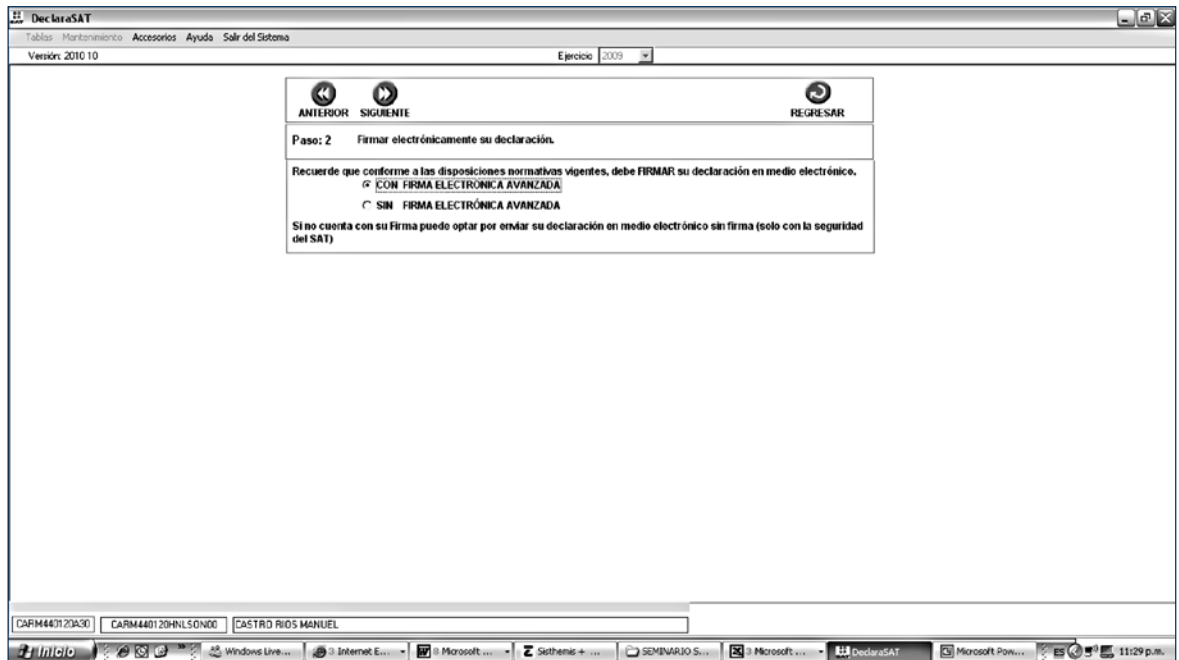 DeclaraSAT
Tablas Mantenimiento Accesorios Ayuda Salir del Sistema
Versión: 2010 10 Ejercicio 2009
ANTERIOR SIGUIENTE REGRESAR
Paso: 2 Firmar electrónicamente su declaración.
Recuerde que conforme a las disposiciones normativas vigentes, debe FIRMAR su declaración en medio electrónico.
CON FIRMA ELECTRÓNICA AVANZADA
SIN FIRMA ELECTRÓNICA AVANZADA
Si no cuenta con su Firma puede optar por enviar su declaración en medio electrónico sin firma (solo con la seguridad
del SAT)
CARM440120A30 CARM440120HNLSON00 CASTRO RIOS MANUEL
Inicio Windows Live... 3 Internet E... 8 Microsoft ... Sisthemis + ... SEMINARIO S... 3 Microsoft ... DeclaraSAT Microsoft Pow... ES 11:29 p.m.